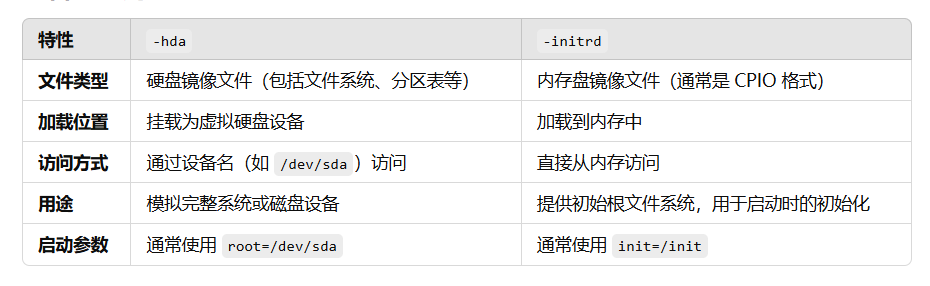 特性 -hda -initrd
文件类型 硬盘镜像文件（包括文件系统、分区表等） 内存盘镜像文件（通常是 CPIO 格式）
加载位置 挂载为虚拟硬盘设备 加载到内存中
访问方式 通过设备名（如 /dev/sda）访问 直接从内存访问
用途 模拟完整系统或磁盘设备 提供初始根文件系统，用于启动时的初始化
启动参数 通常使用 root=/dev/sda 通常使用 init=/init